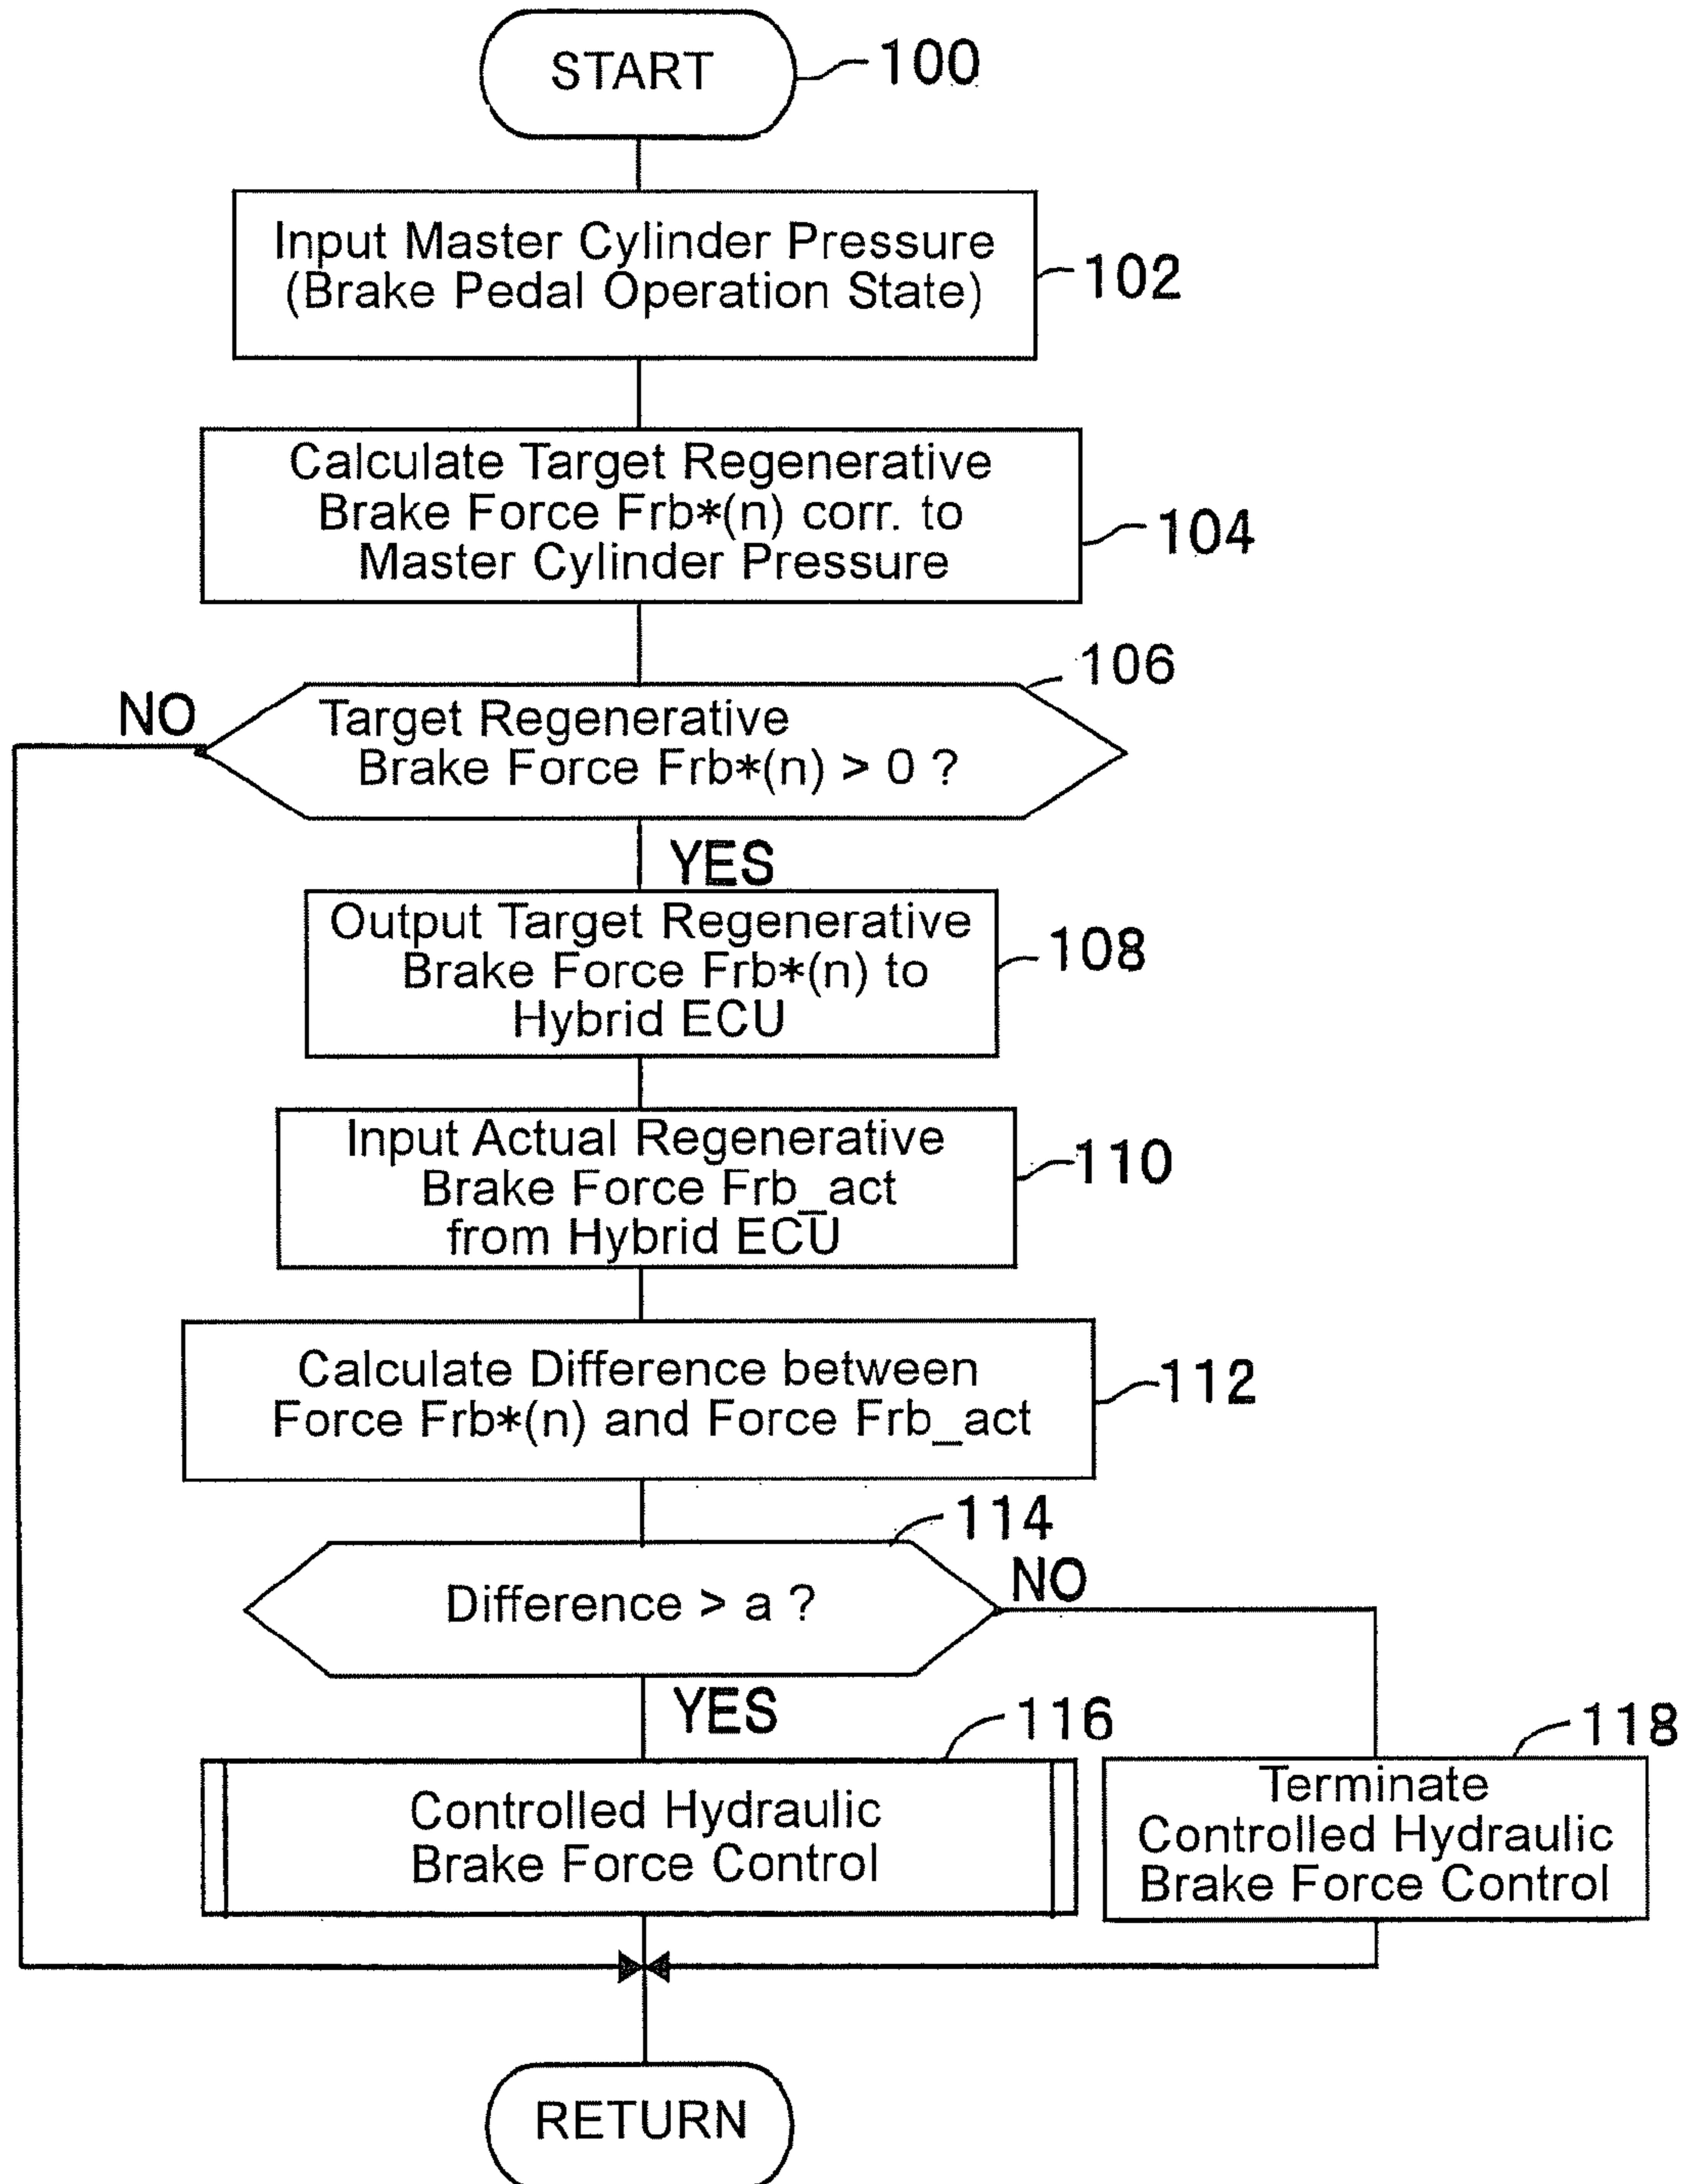 START
100
Input Master Cylinder Pressure
(Brake Pedal Operation State)
102
Calculate Target Regenerative
Brake Force Frb*(n) corr. to
Master Cylinder Pressure
104
106
NO
Target Regenerative
Brake Force Frb*(n) > 0 ?
YES
Output Target Regenerative
Brake Force Frb*(n) to
Hybrid ECU
108
Input Actual Regenerative
Brake Force Frb_act
from Hybrid ECU
110
Calculate Difference between
Force Frb*(n) and Force Frb_act
112
114
Difference > a ?
NO
YES
116
Controlled Hydraulic
Brake Force Control
118
Terminate
Controlled Hydraulic
Brake Force Control
RETURN